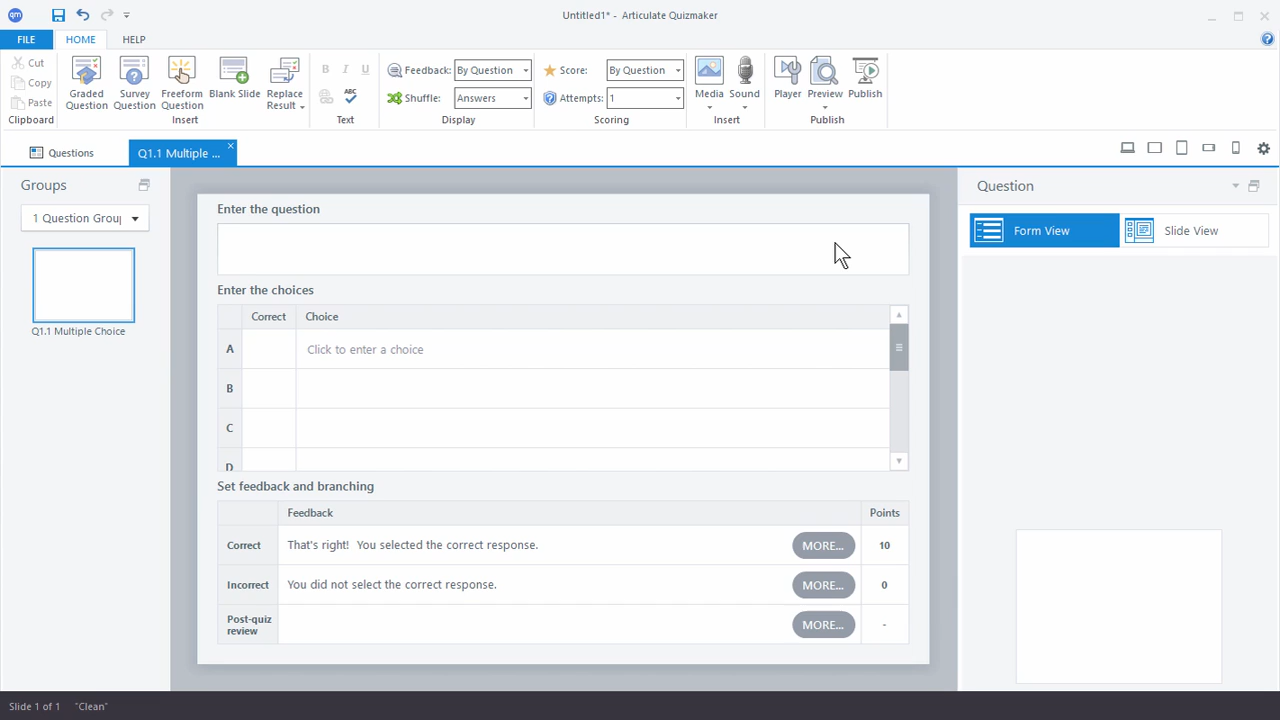 qm
Untitled1* - Articulate Quizmaker
FILE
HOME
HELP
Cut
Copy
Paste
Clipboard
Graded Question
Survey Question
Freeform Question
Blank Slide
Replace Result
Insert
B I U
ABC
Text
Feedback: By Question
Shuffle: Answers
Display
Score: By Question
Attempts: 1
Scoring
Media
Sound
Insert
Player
Preview
Publish
Publish
Questions
Q1.1 Multiple ...
Groups
1 Question Group
Q1.1 Multiple Choice
Enter the question
Enter the choices
Correct Choice
A Click to enter a choice
B
C
D
Set feedback and branching
Feedback Points
Correct That's right! You selected the correct response. MORE... 10
Incorrect You did not select the correct response. MORE... 0
Post-quiz review MORE... -
Question
Form View
Slide View
Slide 1 of 1 "Clean"